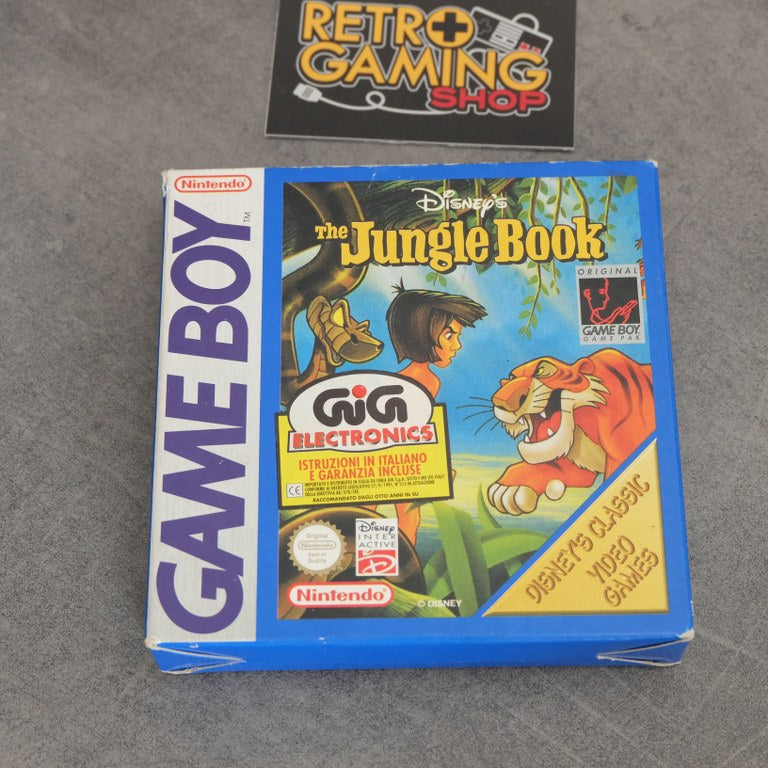 RETRO
GAMING
SHOP
Nintendo
GAME BOY
TM
DISNEY'S
The Jungle Book
ORIGINAL
GAME BOY
GAME PAK
GiG
ELECTRONICS
ISTRUZIONI IN ITALIANO
E GARANZIA INCLUSE
CE
RACCOMANDATO DAGLI OTTO ANNI IN SU
Original
Nintendo
Seal of
Quality
DISNEY
INTER
ACTIVE
D
Nintendo
© DISNEY
DISNEY'S CLASSIC
VIDEO
GAMES